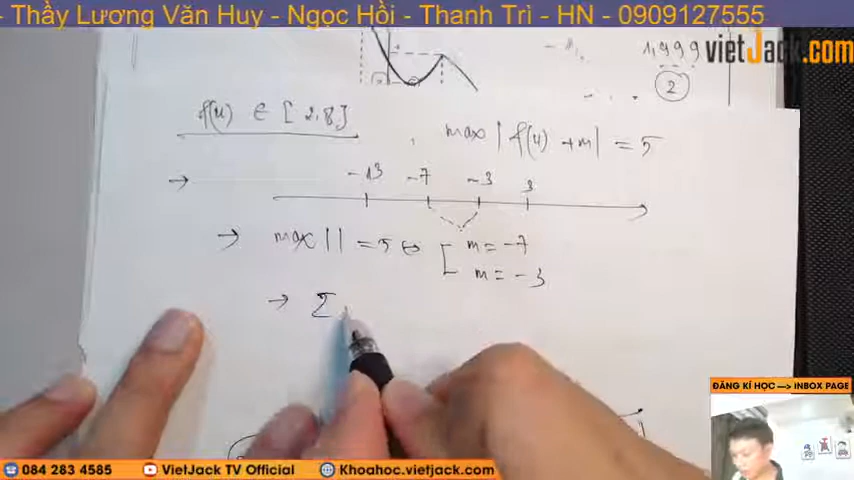 - Thầy Lương Văn Huy - Ngọc Hồi - Thanh Trì - HN - 0909127555
1,999
vietJack.com
2
f(u) ∈ [2,8]
max |f(u) + m| = 5
→ -13 -7 -3 3
→ max || = 5 ⇔ [ m = -7
m = -3
→ Σ
ĐĂNG KÍ HỌC —> INBOX PAGE
084 283 4585 VietJack TV Official Khoahoc.vietjack.com